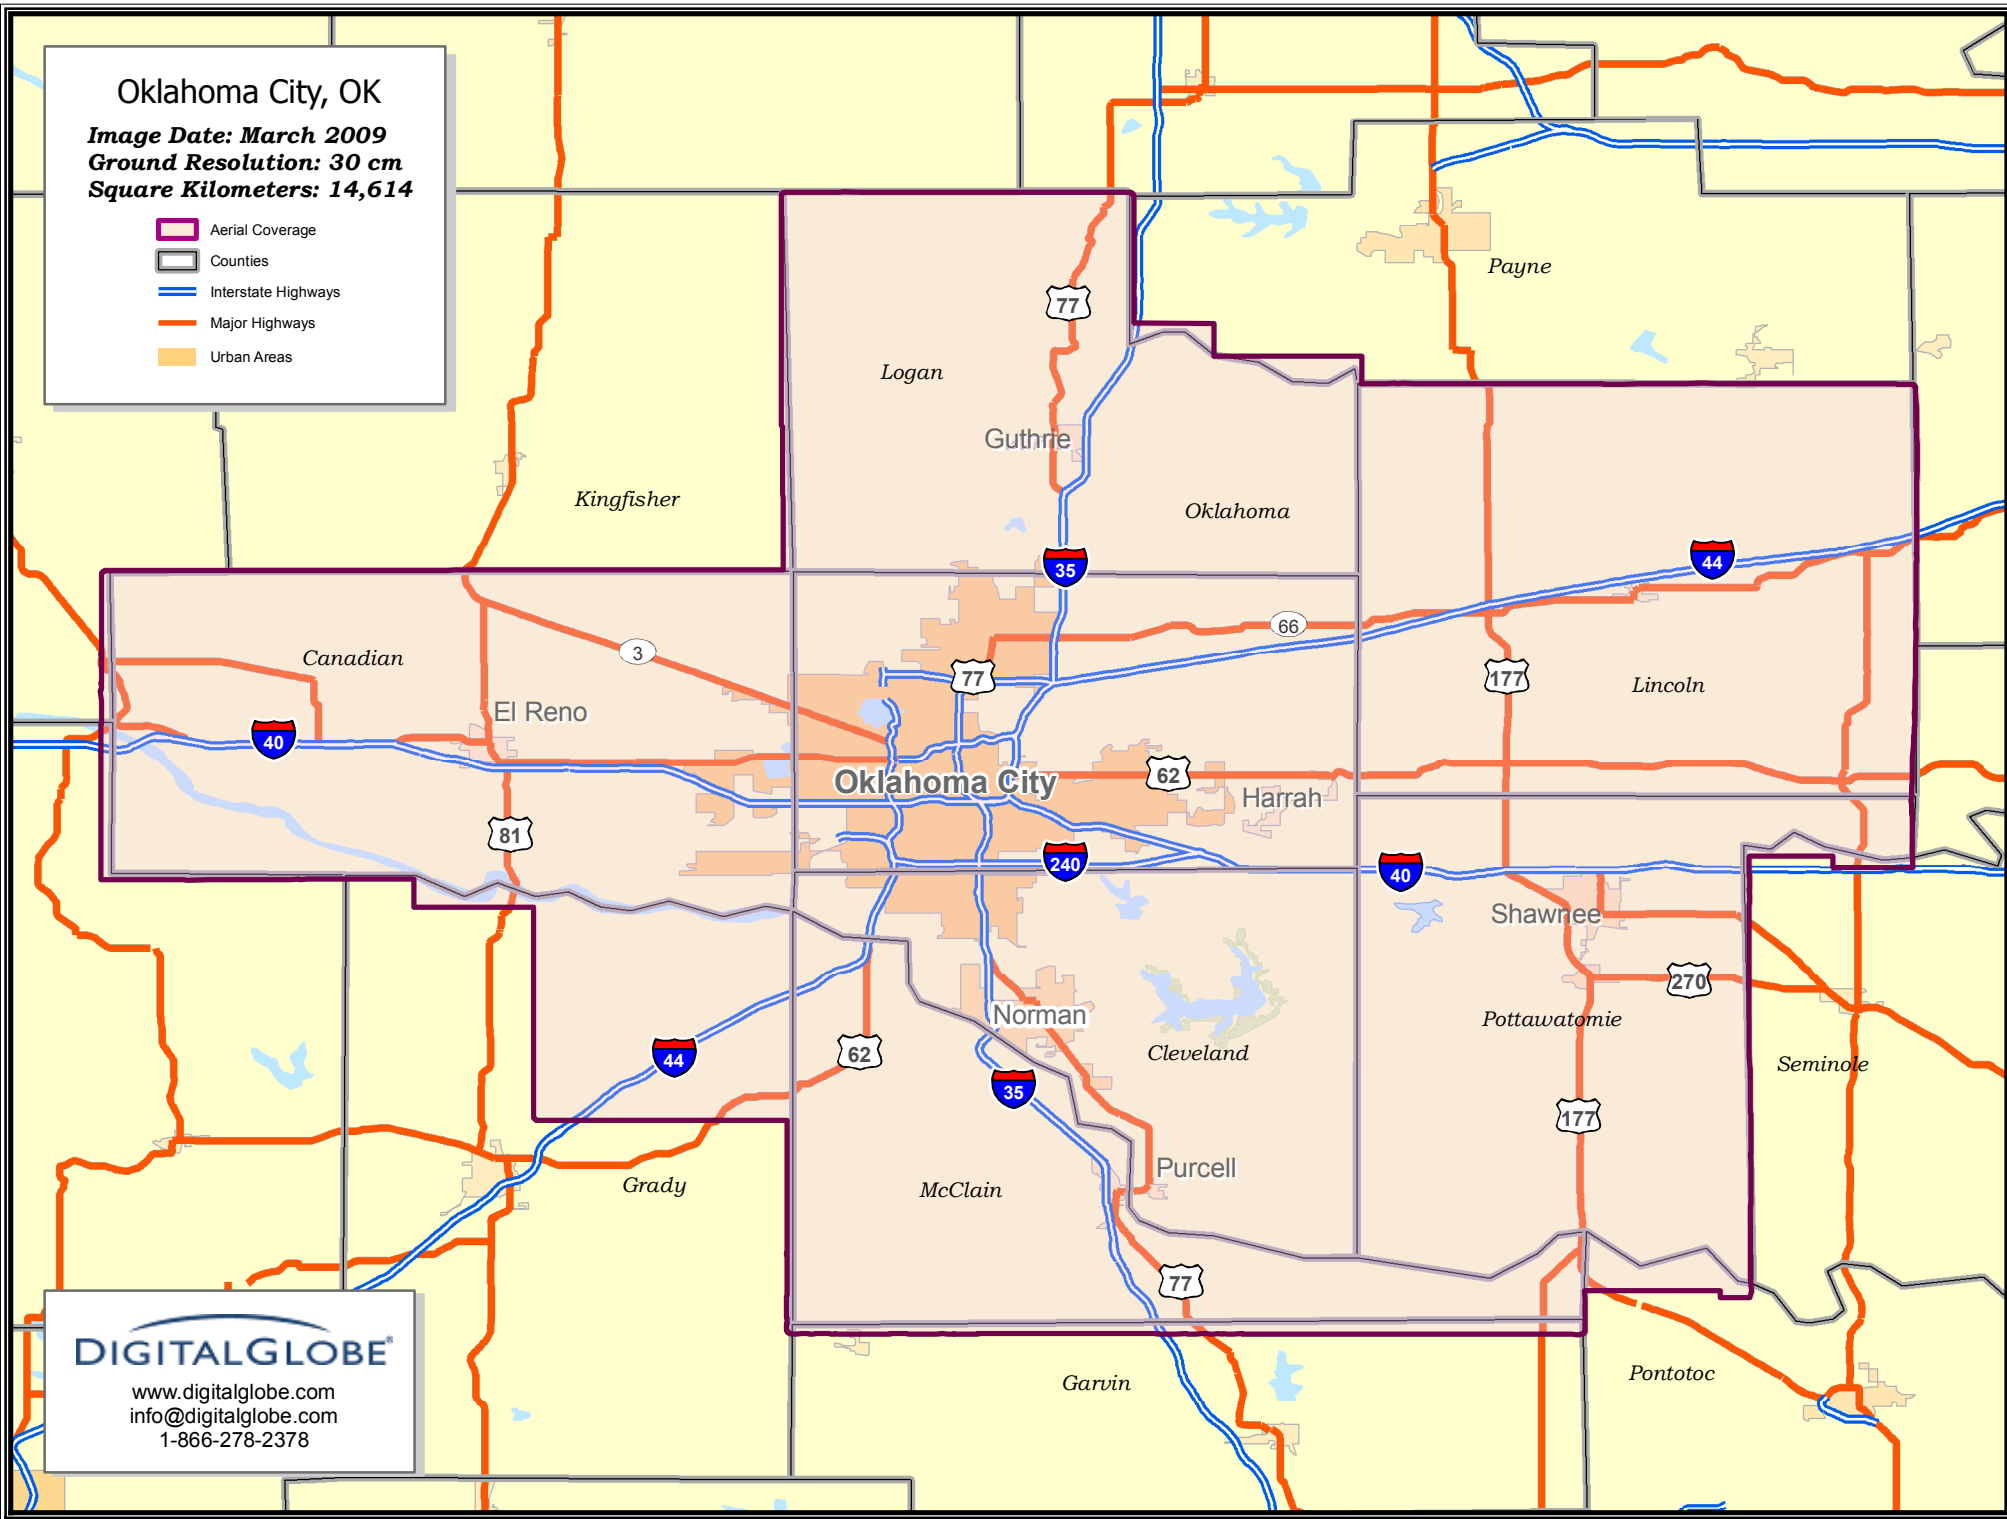 Oklahoma City, OK
Image Date: March 2009
Ground Resolution: 30 cm
Square Kilometers: 14,614
Aerial Coverage
Counties
Interstate Highways
Major Highways
Urban Areas
Payne
77
Logan
Guthrie
Kingfisher
Oklahoma
35
44
66
3
Canadian
77
177
Lincoln
El Reno
40
62
Oklahoma City
Harrah
81
240
40
Shawnee
270
Norman
Pottawatomie
62
44
Cleveland
Seminole
35
177
Purcell
Grady
McClain
77
Garvin
Pontotoc
DIGITALGLOBE®
www.digitalglobe.com
info@digitalglobe.com
1-866-278-2378